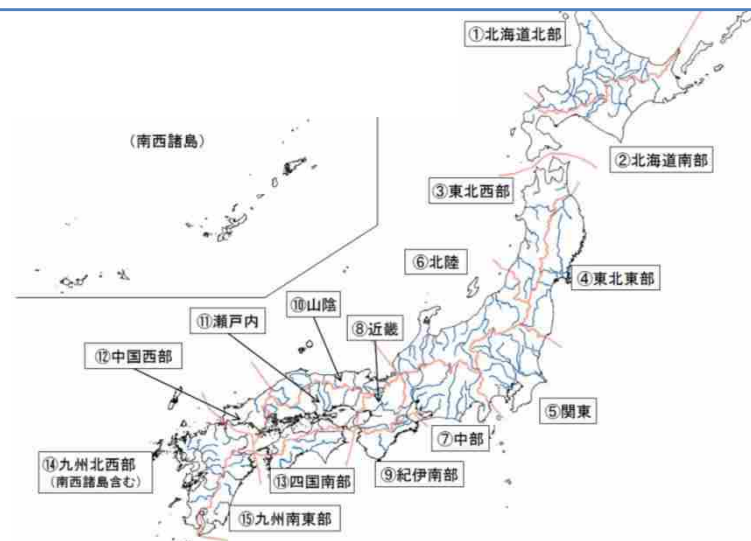 ①北海道北部
（南西諸島）
②北海道南部
③東北西部
⑥北陸
④東北東部
⑩山陰
⑪瀬戸内
⑧近畿
⑫中国西部
⑤関東
⑦中部
⑭九州北西部
（南西諸島含む）
⑬四国南部
⑨紀伊南部
⑮九州南東部